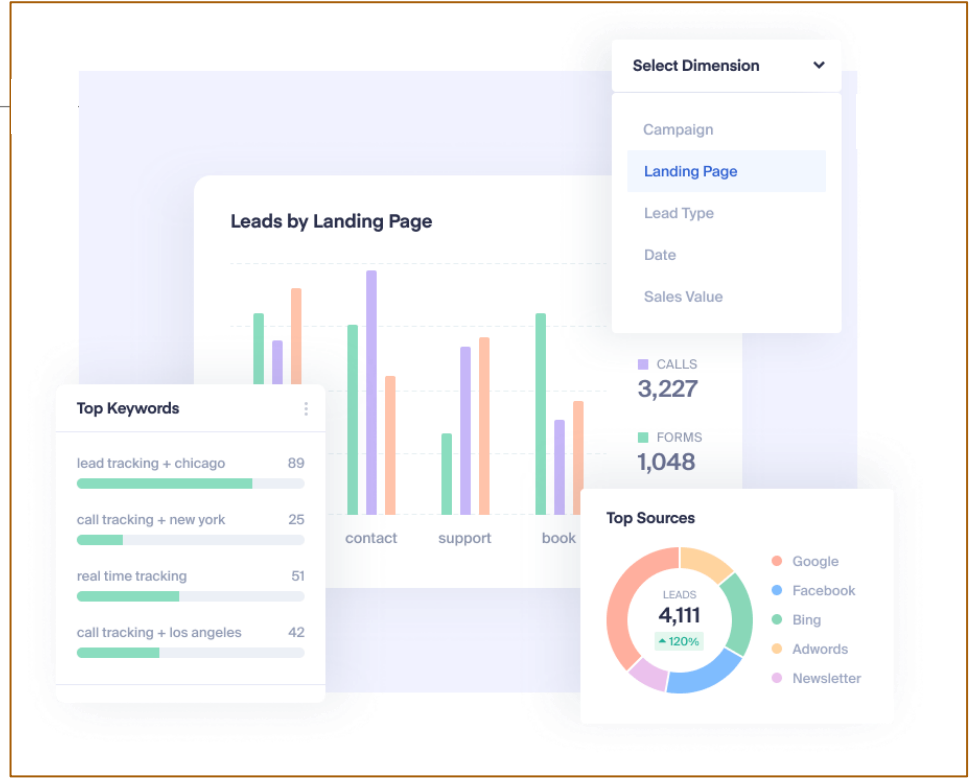 Select Dimension
Campaign
Landing Page
Lead Type
Date
Sales Value
Leads by Landing Page
CALLS
3,227
FORMS
1,048
contact
support
book
Top Keywords
lead tracking + chicago 89
call tracking + new york 25
real time tracking 51
call tracking + los angeles 42
Top Sources
LEADS
4,111
120%
Google
Facebook
Bing
Adwords
Newsletter